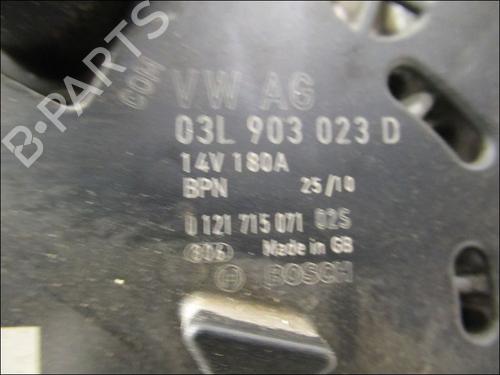 COM
VW AG
03L 903 023 D
14V 180A
BPN 25/10
0 121 715 071 025
Made in GB
BOSCH
B-PARTS